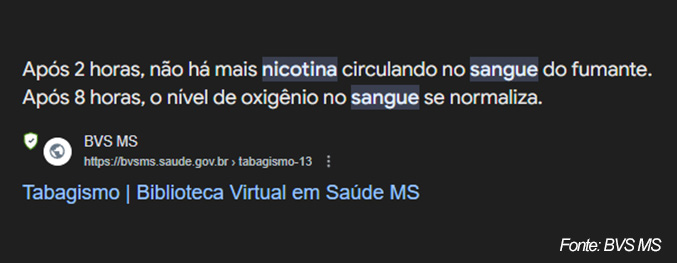 Após 2 horas, não há mais nicotina circulando no sangue do fumante.
Após 8 horas, o nível de oxigênio no sangue se normaliza.
BVS MS
https://bvsms.saude.gov.br › tabagismo-13
Tabagismo | Biblioteca Virtual em Saúde MS
Fonte: BVS MS